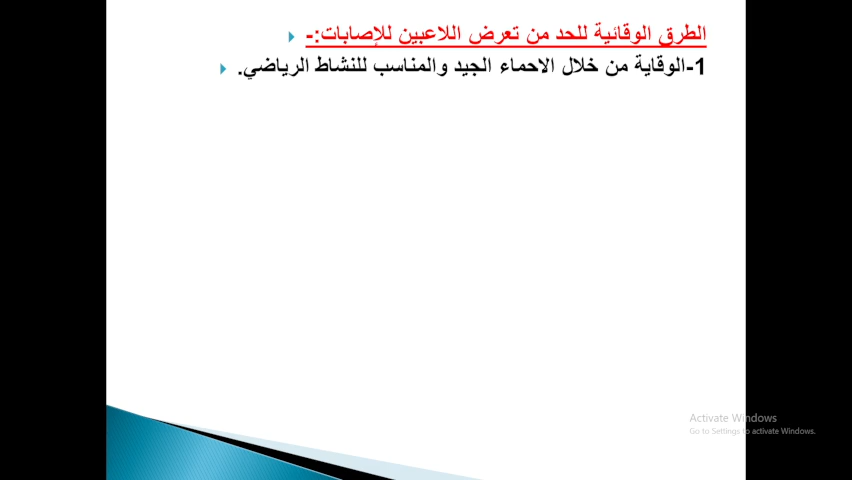 الطرق الوقائية للحد من تعرض اللاعبين للإصابات:-
1-الوقاية من خلال الاحماء الجيد والمناسب للنشاط الرياضي.
Activate Windows
Go to Settings to activate Windows.